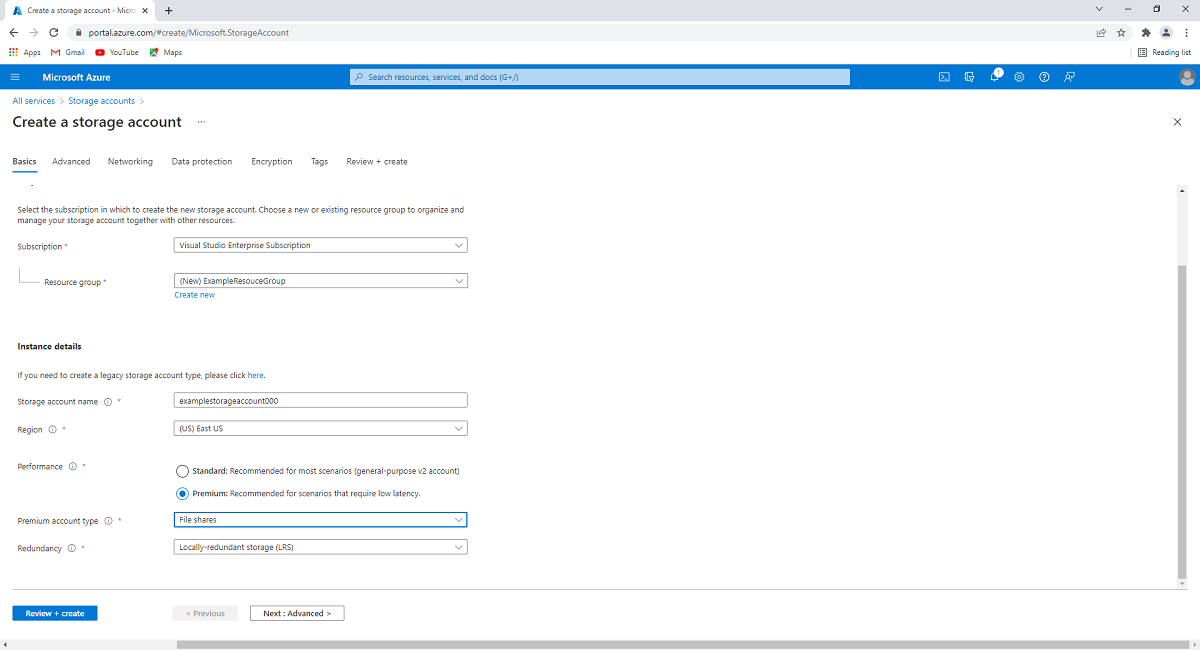 Create a storage account - Micros
portal.azure.com/#create/Microsoft.StorageAccount
Apps Gmail YouTube Maps Reading list
Microsoft Azure Search resources, services, and docs (G+/) 1
All services > Storage accounts >
Create a storage account ...
Basics Advanced Networking Data protection Encryption Tags Review + create
Select the subscription in which to create the new storage account. Choose a new or existing resource group to organize and
manage your storage account together with other resources.
Subscription * Visual Studio Enterprise Subscription
Resource group * (New) ExampleResouceGroup
Create new
Instance details
If you need to create a legacy storage account type, please click here.
Storage account name * examplestorageaccount000
Region * (US) East US
Performance * Standard: Recommended for most scenarios (general-purpose v2 account)
Premium: Recommended for scenarios that require low latency.
Premium account type * File shares
Redundancy * Locally-redundant storage (LRS)
Review + create < Previous Next : Advanced >